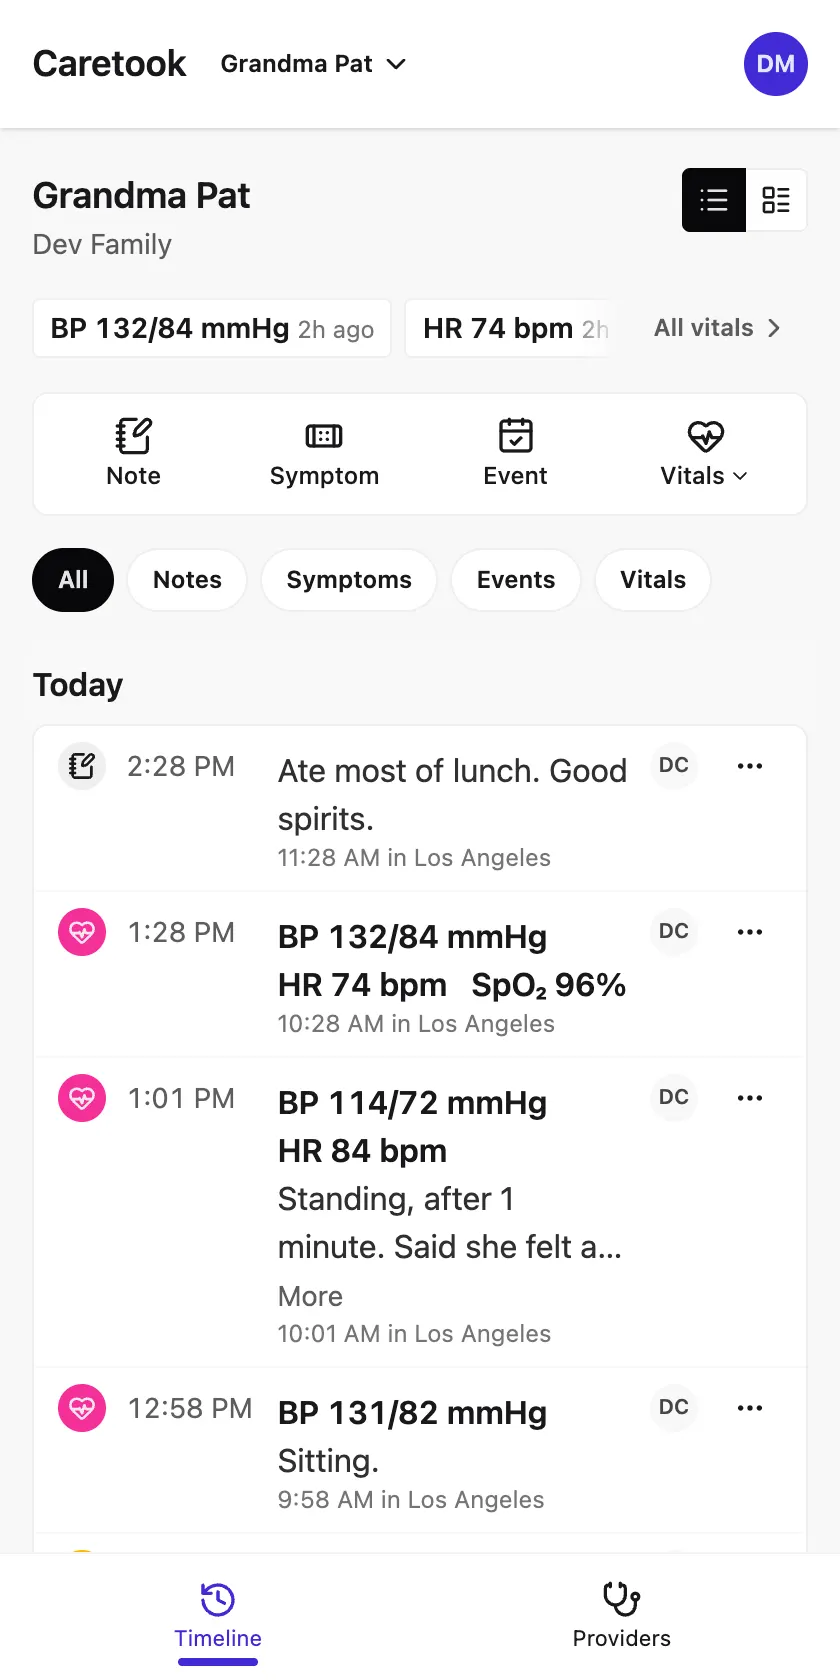 Caretook Grandma Pat DM
Grandma Pat
Dev Family
BP 132/84 mmHg 2h ago HR 74 bpm 2h All vitals
Note Symptom Event Vitals
All Notes Symptoms Events Vitals
Today
2:28 PM Ate most of lunch. Good DC
spirits.
11:28 AM in Los Angeles
1:28 PM BP 132/84 mmHg DC
HR 74 bpm SpO₂ 96%
10:28 AM in Los Angeles
1:01 PM BP 114/72 mmHg DC
HR 84 bpm
Standing, after 1
minute. Said she felt a...
More
10:01 AM in Los Angeles
12:58 PM BP 131/82 mmHg DC
Sitting.
9:58 AM in Los Angeles
Timeline Providers